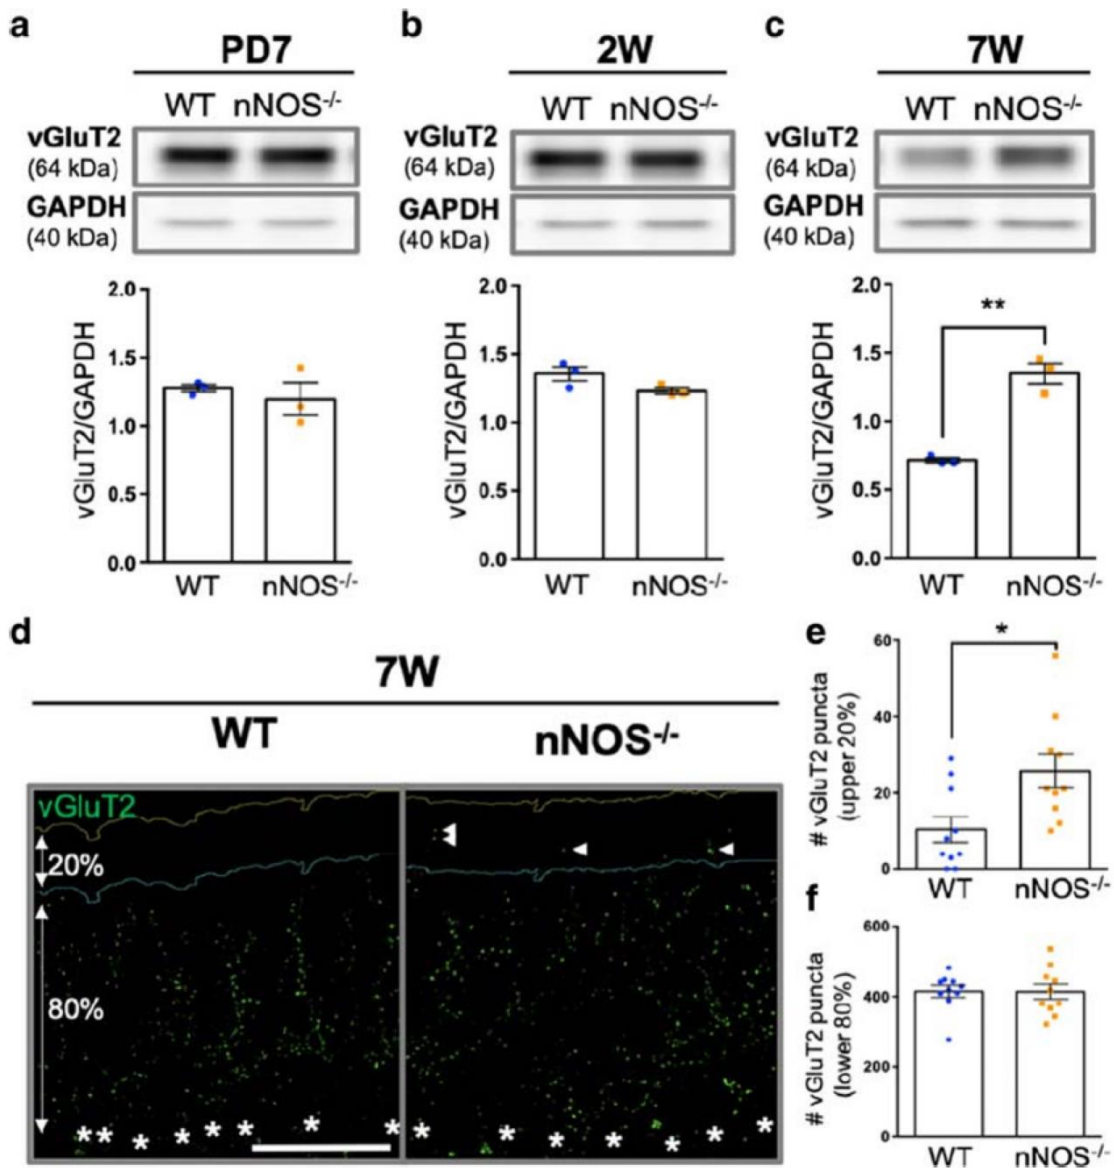 a
PD7
WT nNOS-/-
vGluT2
(64 kDa)
GAPDH
(40 kDa)
2.0
1.5
1.0
0.5
0.0
vGluT2/GAPDH
WT nNOS-/-
b
2W
WT nNOS-/-
vGluT2
(64 kDa)
GAPDH
(40 kDa)
2.0
1.5
1.0
0.5
0.0
vGluT2/GAPDH
WT nNOS-/-
c
7W
WT nNOS-/-
vGluT2
(64 kDa)
GAPDH
(40 kDa)
2.0
1.5
1.0
0.5
0.0
vGluT2/GAPDH
**
WT nNOS-/-
d
7W
WT nNOS-/-
vGluT2
20%
80%
* * * * * * * *
* * * * * * *
e
60
40
20
0
# vGluT2 puncta
(upper 20%)
*
WT nNOS-/-
f
600
400
200
0
# vGluT2 puncta
(lower 80%)
WT nNOS-/-